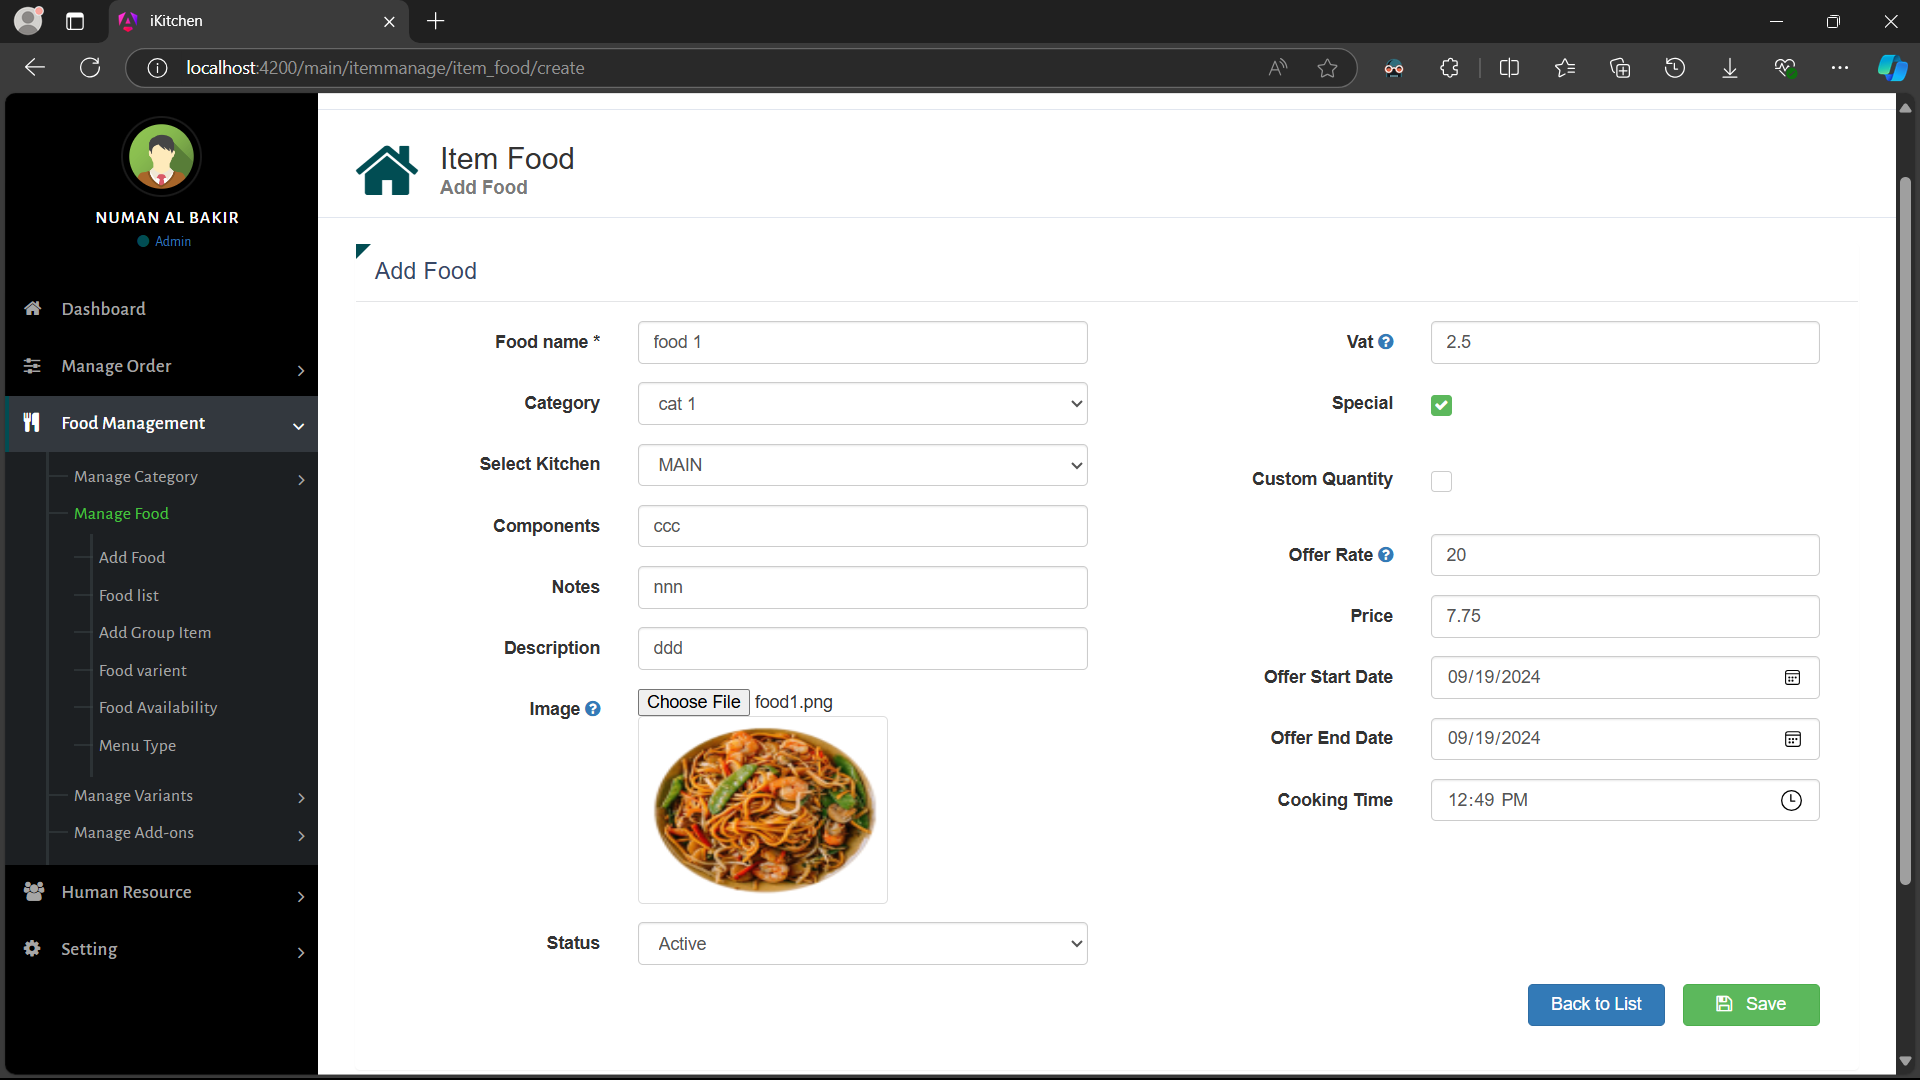 iKitchen
localhost:4200/main/itemmanage/item_food/create
NUMAN AL BAKIR
Admin
Dashboard
Manage Order
Food Management
Manage Category
Manage Food
Add Food
Food list
Add Group Item
Food varient
Food Availability
Menu Type
Manage Variants
Manage Add-ons
Human Resource
Setting
Item Food
Add Food
Add Food
Food name * food 1
Category cat 1
Select Kitchen MAIN
Components ccc
Notes nnn
Description ddd
Image Choose File food1.png
Status Active
Vat 2.5
Special
Custom Quantity
Offer Rate 20
Price 7.75
Offer Start Date 09/19/2024
Offer End Date 09/19/2024
Cooking Time 12:49 PM
Back to List Save